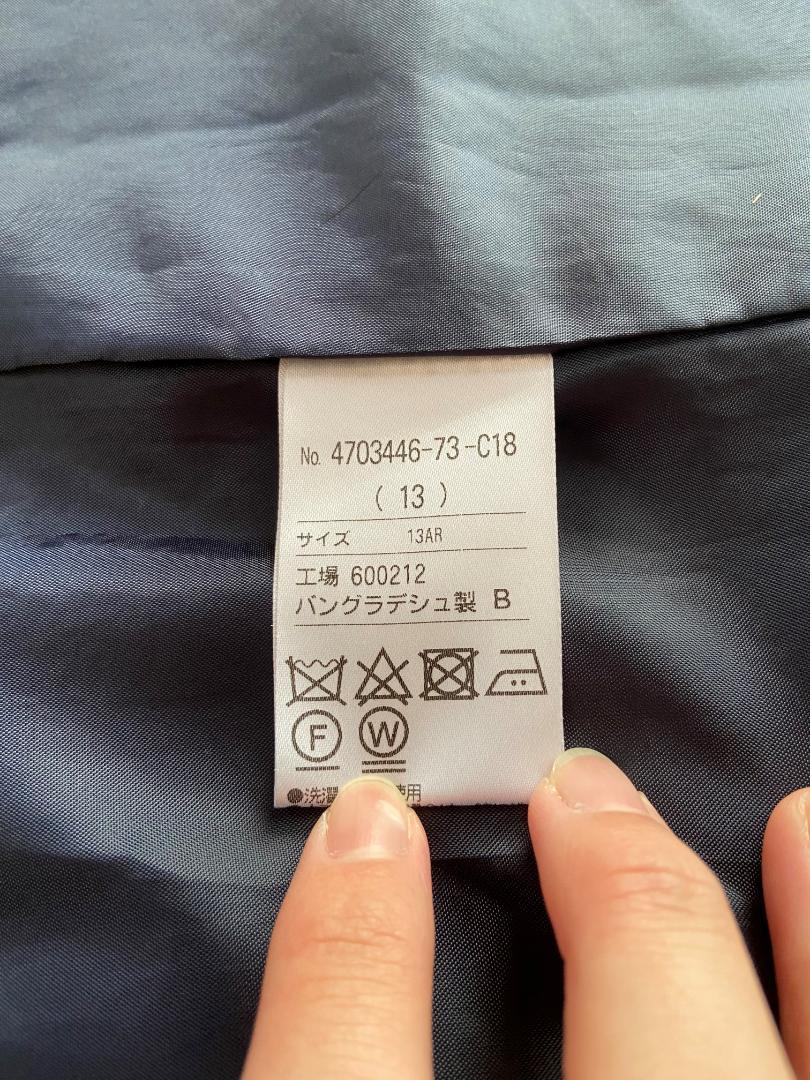 No. 4703446-73-C18
( 13 )
サイズ 13AR
工場 600212
バングラデシュ製 B
F W
●洗濯 使用